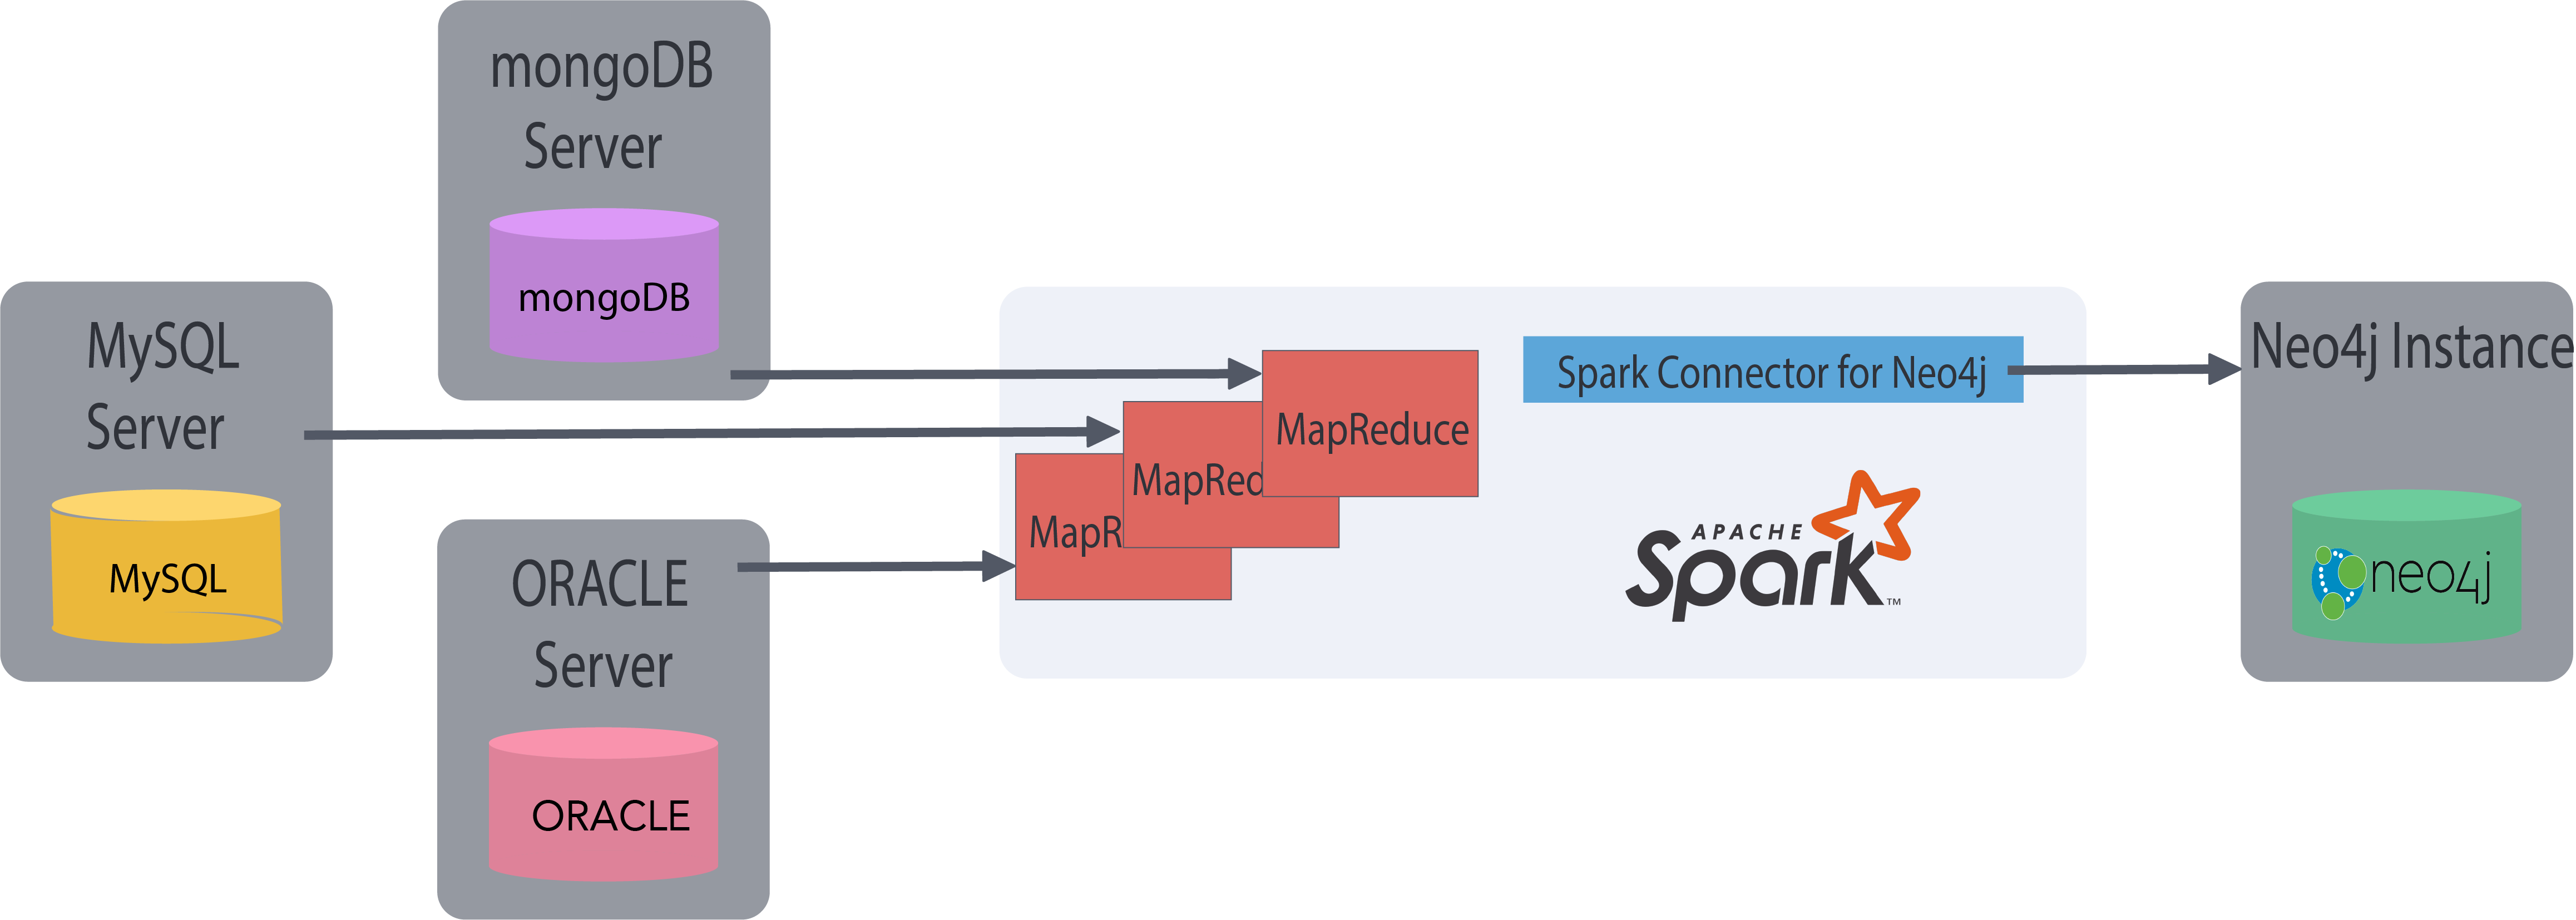 mongoDB
Server
mongoDB
MySQL
Server
MySQL
ORACLE
Server
ORACLE
MapReduce
MapRed
MapR
Spark Connector for Neo4j
APACHE
Spark™
Neo4j Instance
neo4j